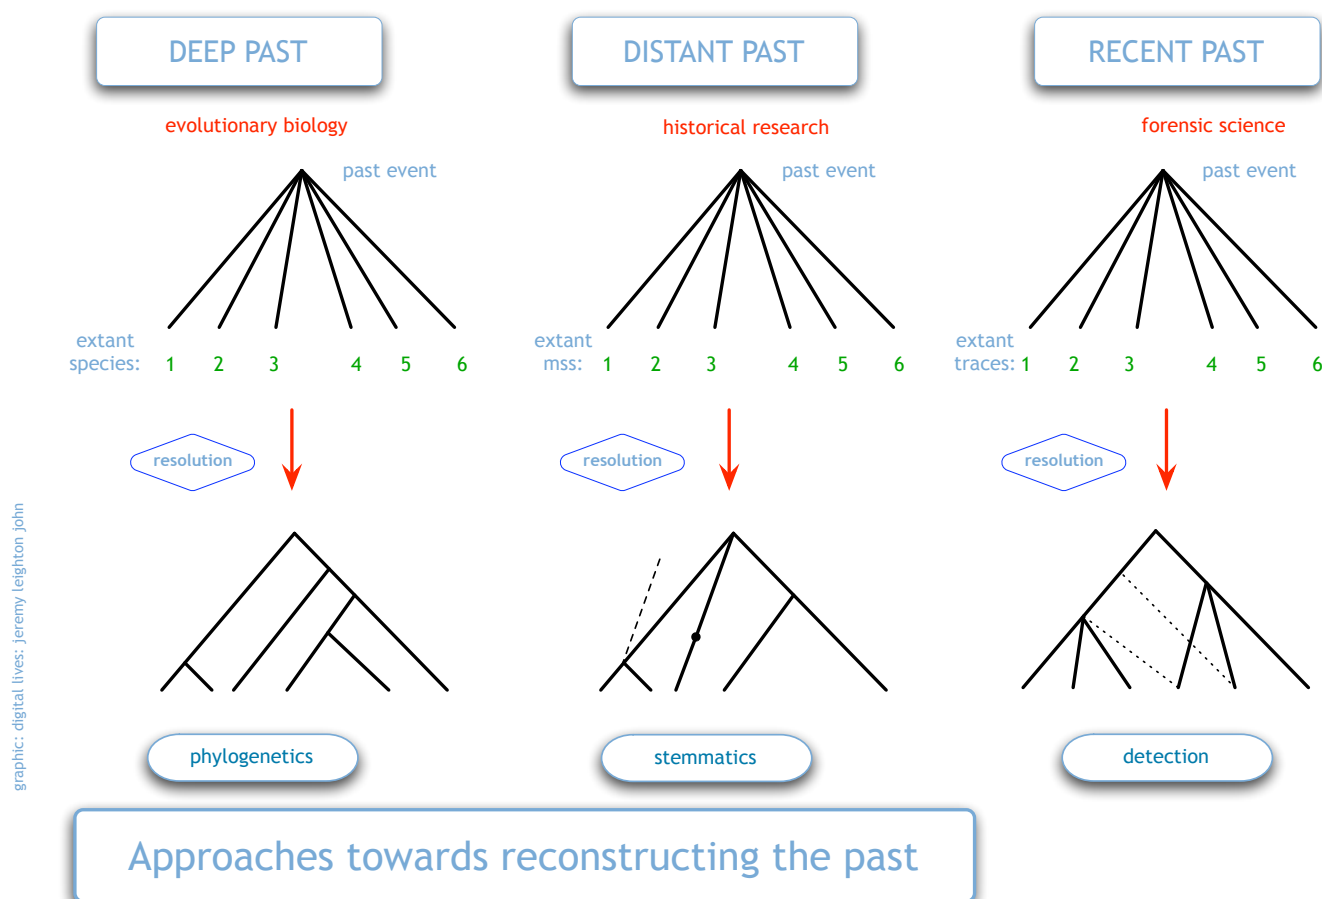 DEEP PAST
DISTANT PAST
RECENT PAST
evolutionary biology
historical research
forensic science
past event
past event
past event
extant
species: 1 2 3 4 5 6
extant
mss: 1 2 3 4 5 6
extant
traces: 1 2 3 4 5 6
resolution
resolution
resolution
phylogenetics
stemmatics
detection
Approaches towards reconstructing the past
graphic: digital lives: jeremy leighton john